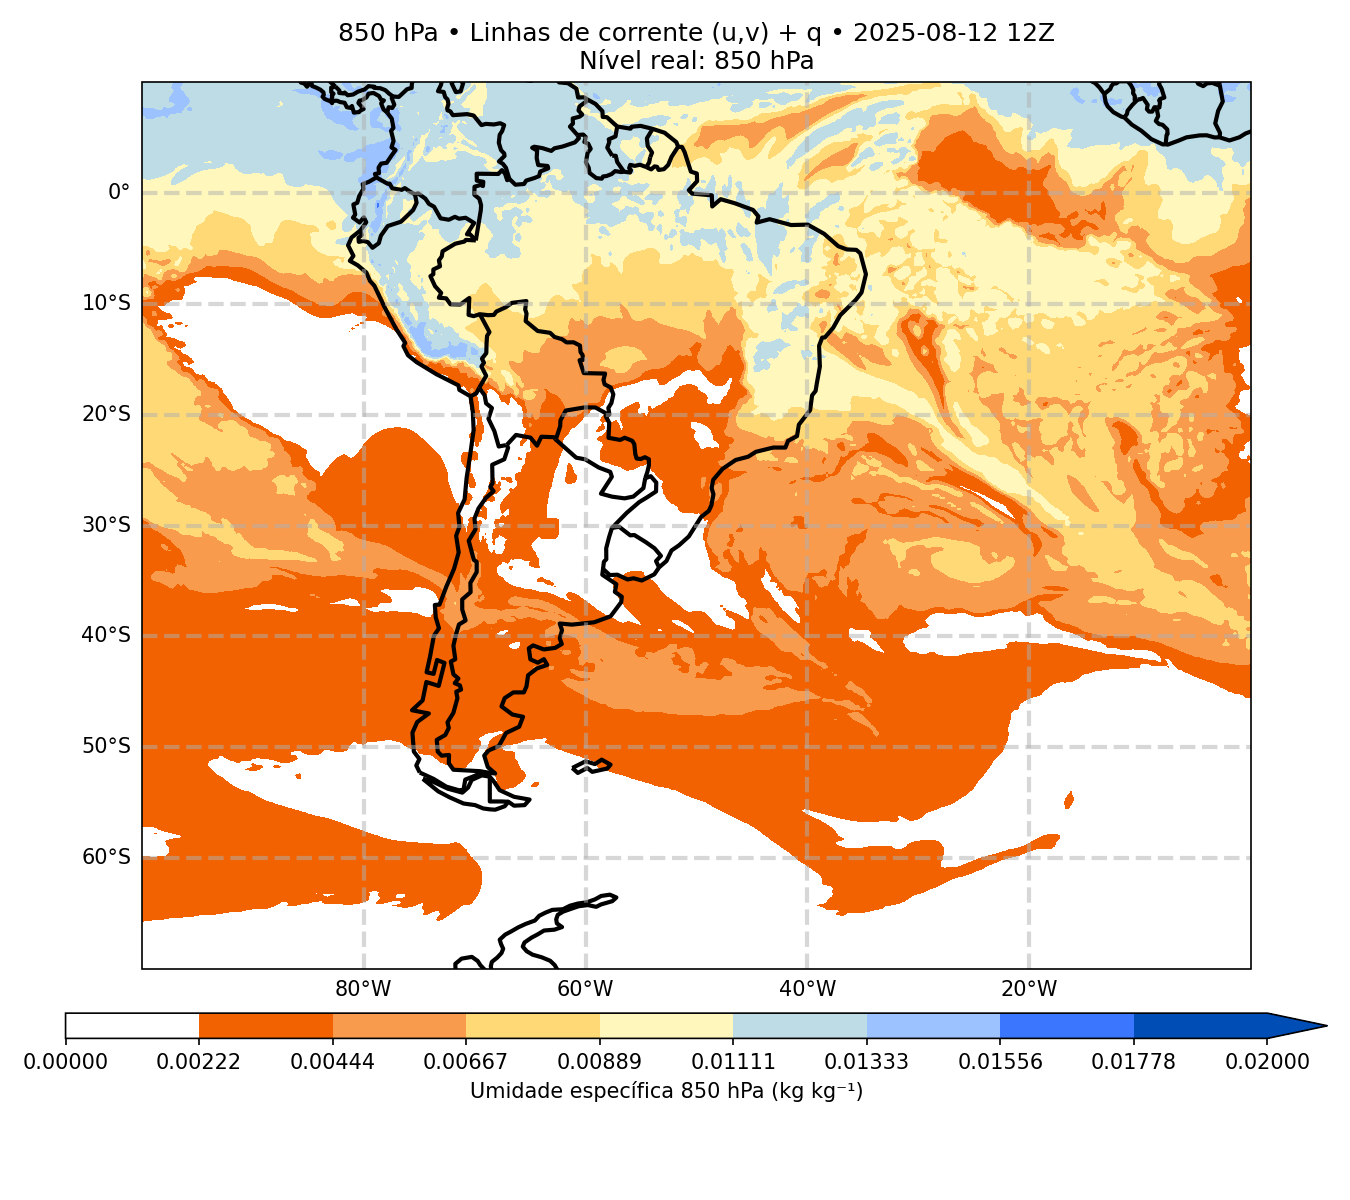 850 hPa • Linhas de corrente (u,v) + q • 2025-08-12 12Z
Nível real: 850 hPa
0°
10°S
20°S
30°S
40°S
50°S
60°S
80°W 60°W 40°W 20°W
0.00000 0.00222 0.00444 0.00667 0.00889 0.01111 0.01333 0.01556 0.01778 0.02000
Umidade específica 850 hPa (kg kg⁻¹)